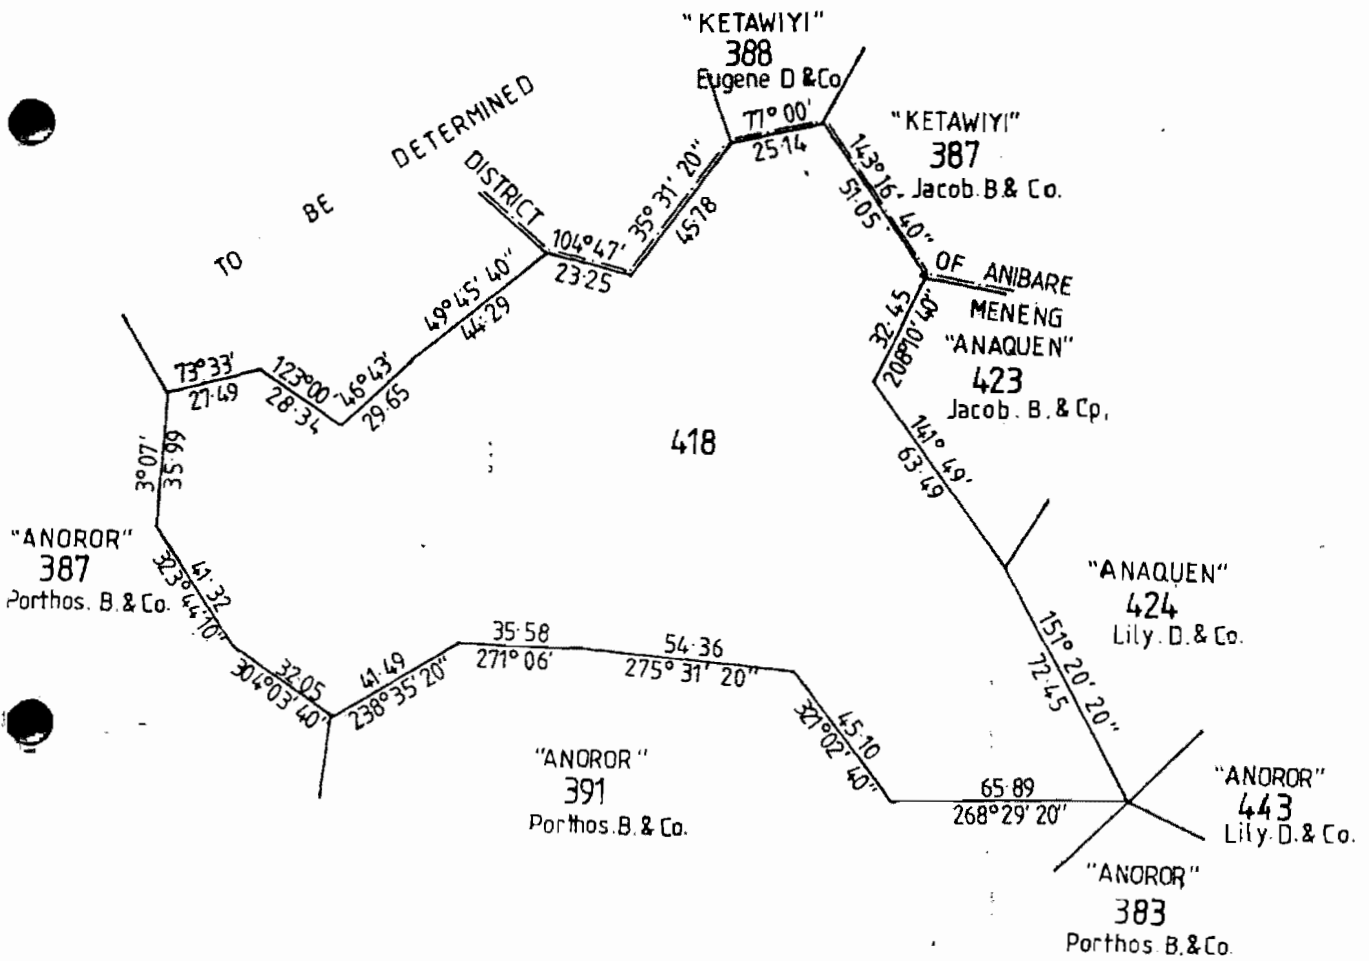 "KETAWIYI"
388
Eugene D & Co
77° 00'
25·14
"KETAWIYI"
387
Jacob. B. & Co.
143° 16' 40"
51·05
TO BE DETERMINED
DISTRICT
104° 47'
23·25
35° 31' 20"
45·78
OF ANIBARE
MENENG
32·45
208° 10' 40"
"ANAQUEN"
423
Jacob. B. & Cp.
49° 45' 40"
44·29
73° 33'
27·49
123° 00'
28·34
46° 43'
29·65
418
141° 49'
63·49
3° 07'
35·99
"ANOROR"
387
Porthos. B. & Co.
41·32
323° 44' 10"
"ANAQUEN"
424
Lily. D. & Co.
151° 20' 20"
72·45
32·05
304° 03' 40"
41·49
238° 35' 20"
35·58
271° 06'
54·36
275° 31' 20"
45·10
321° 02' 40"
65·89
268° 29' 20"
"ANOROR"
391
Porthos. B. & Co.
"ANOROR"
443
Lily. D. & Co.
"ANOROR"
383
Porthos. B. & Co.